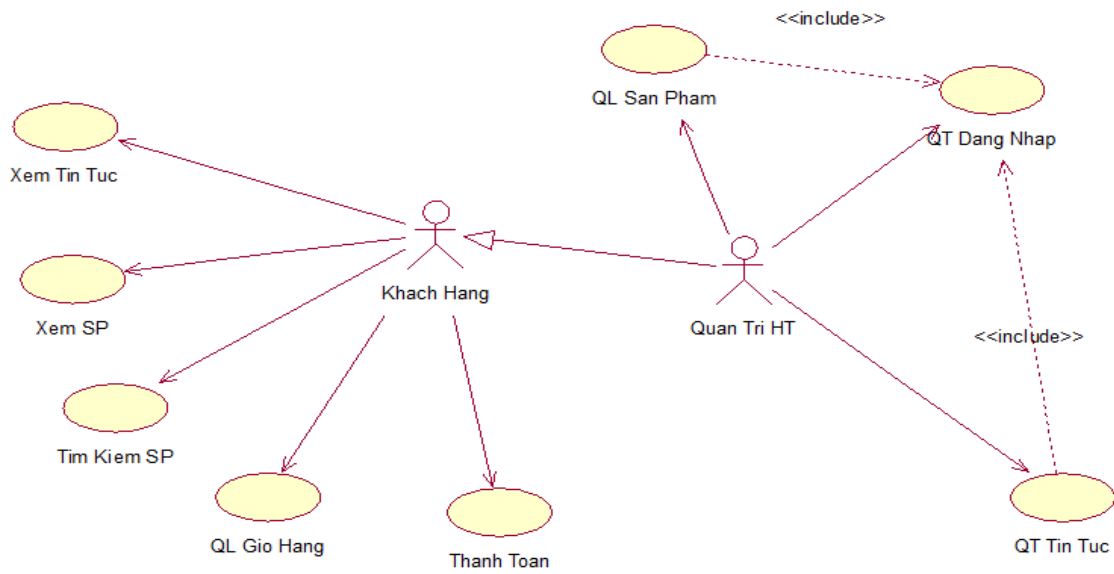 <<include>>
QL San Pham
QT Dang Nhap
Xem Tin Tuc
Khach Hang
Quan Tri HT
Xem SP
<<include>>
Tim Kiem SP
QL Gio Hang
Thanh Toan
QT Tin Tuc